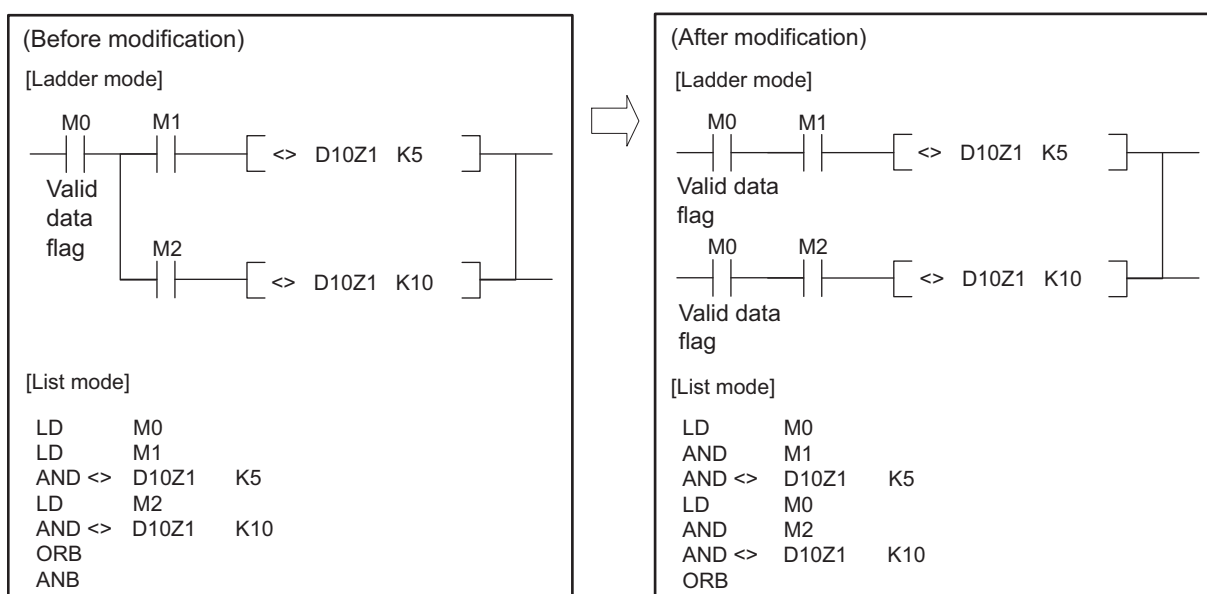 (Before modification)
[Ladder mode]
M0 M1
<> D10Z1 K5
Valid
data
flag
M2
<> D10Z1 K10
[List mode]
LD M0
LD M1
AND <> D10Z1 K5
LD M2
AND <> D10Z1 K10
ORB
ANB
(After modification)
[Ladder mode]
M0 M1
<> D10Z1 K5
Valid data
flag
M0 M2
<> D10Z1 K10
Valid data
flag
[List mode]
LD M0
AND M1
AND <> D10Z1 K5
LD M0
AND M2
AND <> D10Z1 K10
ORB